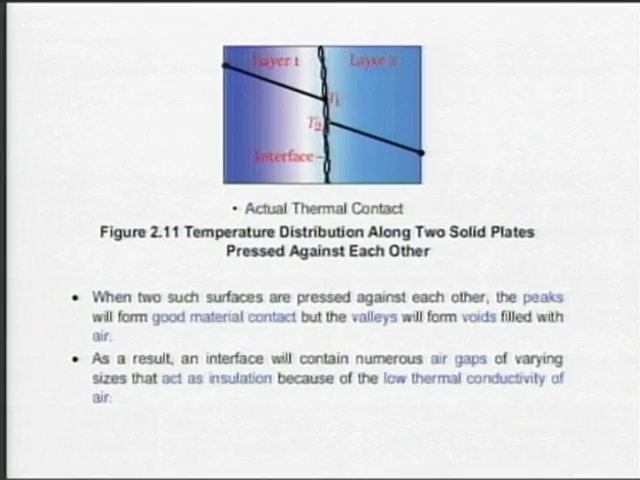 Layer 1 Layer 2
T1
T2
Interface
• Actual Thermal Contact
Figure 2.11 Temperature Distribution Along Two Solid Plates
Pressed Against Each Other
• When two such surfaces are pressed against each other, the peaks
will form good material contact but the valleys will form voids filled with
air.
• As a result, an interface will contain numerous air gaps of varying
sizes that act as insulation because of the low thermal conductivity of
air.